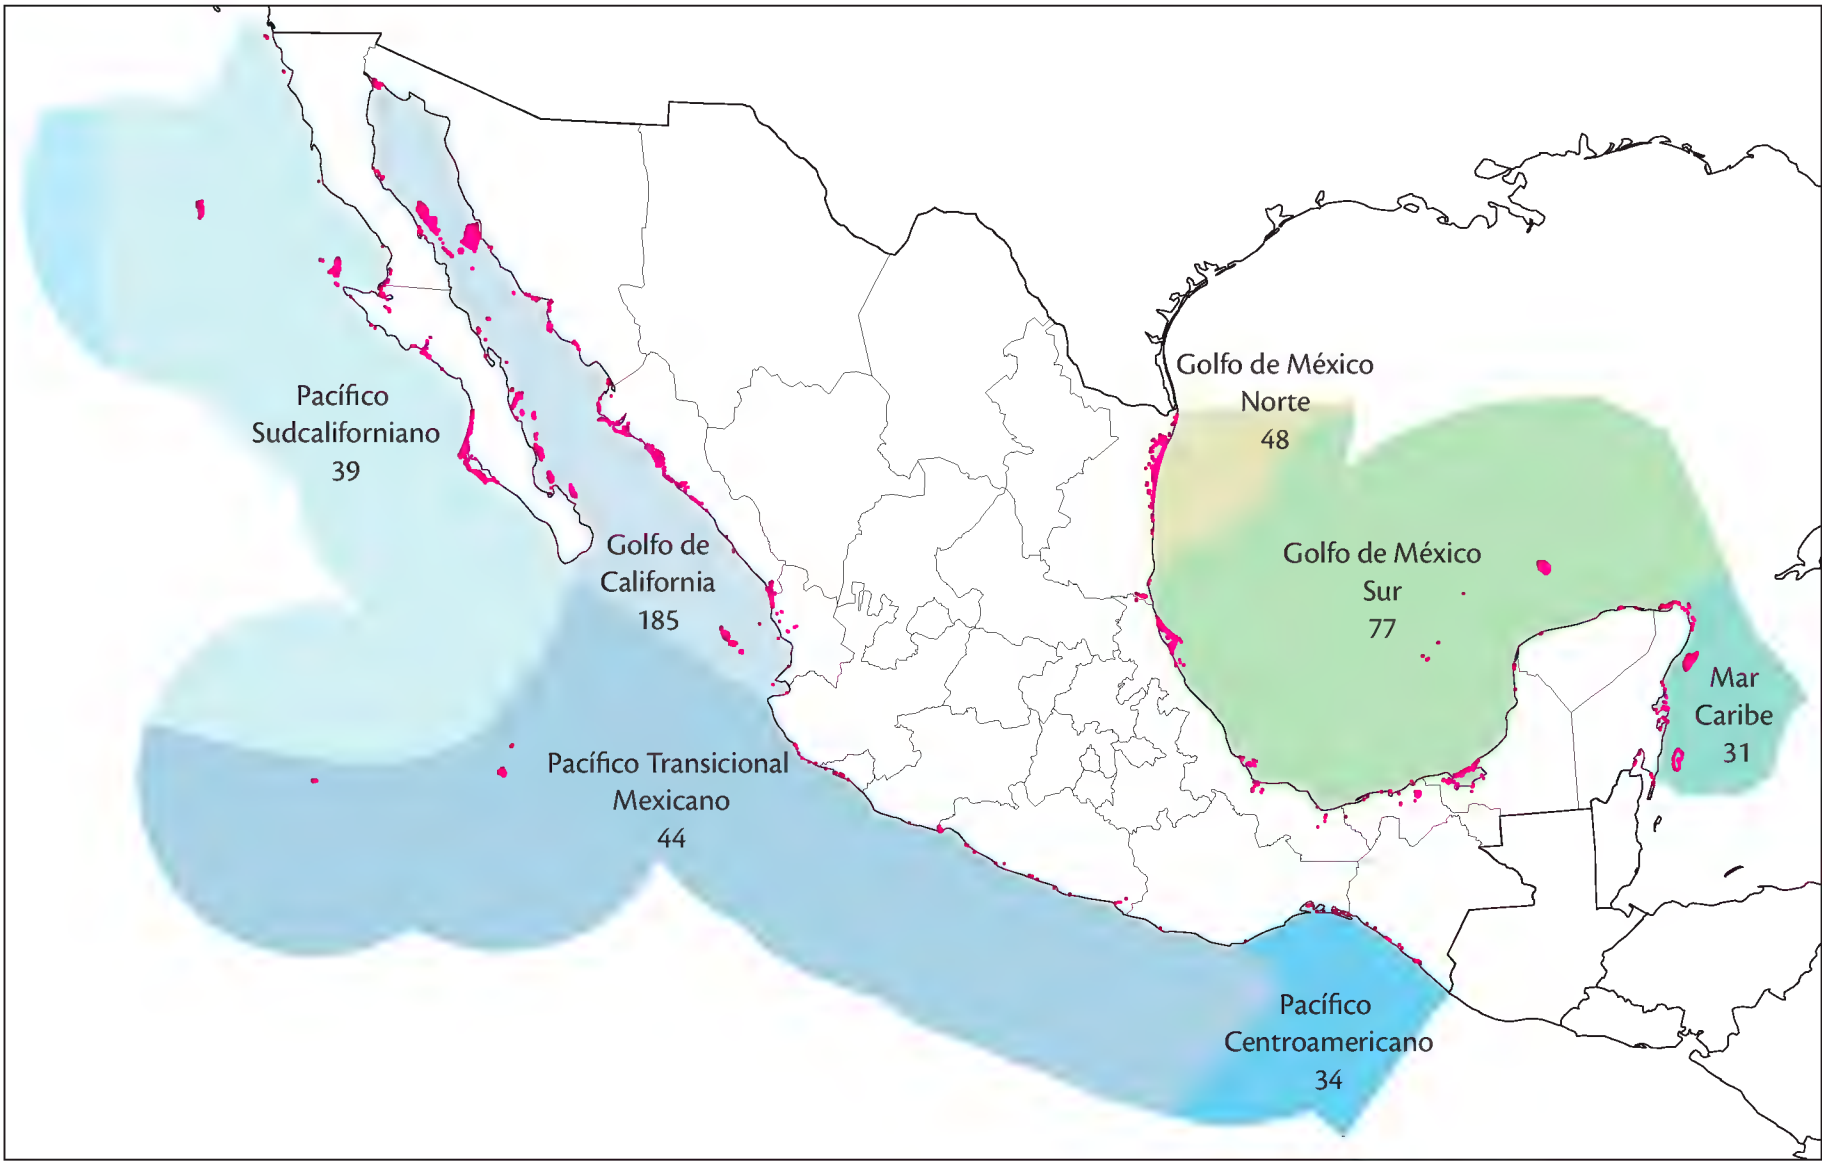 Golfo de México
Norte
48
Pacífico
Sudcaliforniano
39
Golfo de
California
185
Golfo de México
Sur
77
Mar
Caribe
31
Pacífico Transicional
Mexicano
44
Pacífico
Centroamericano
34